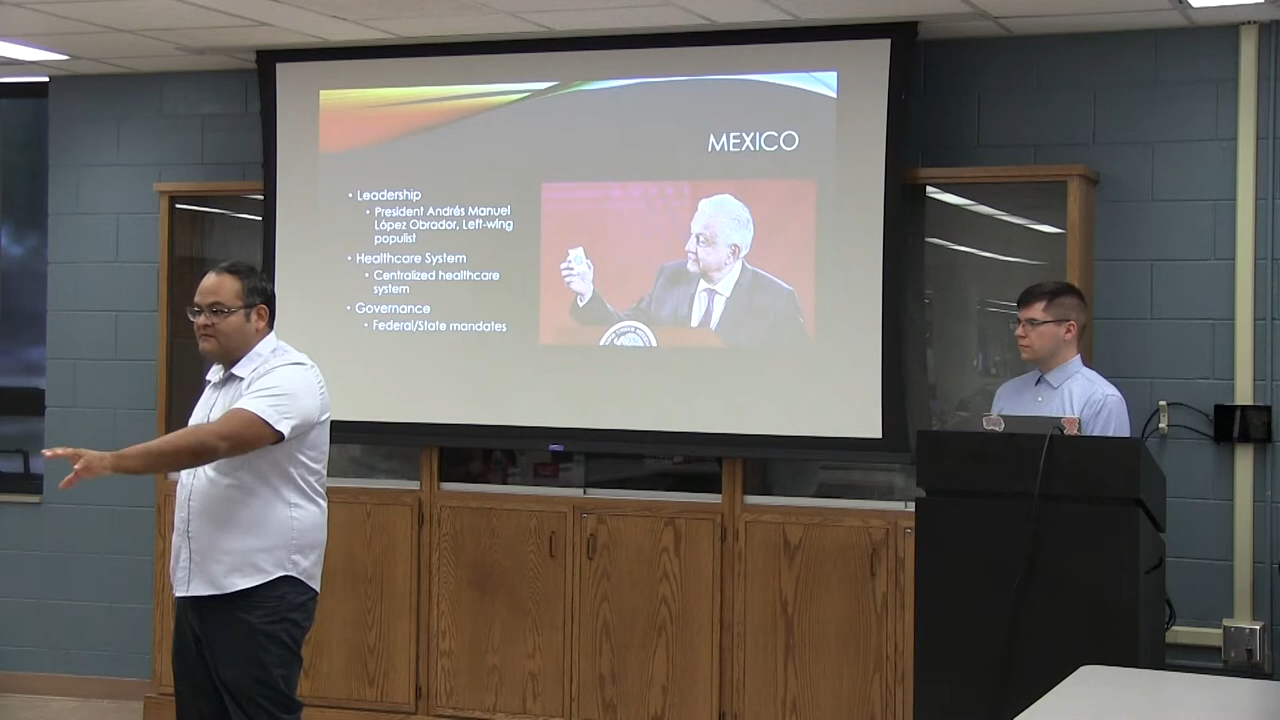 MEXICO
• Leadership
• President Andrés Manuel
López Obrador, Left-wing
populist
• Healthcare System
• Centralized healthcare
system
• Governance
• Federal/State mandates